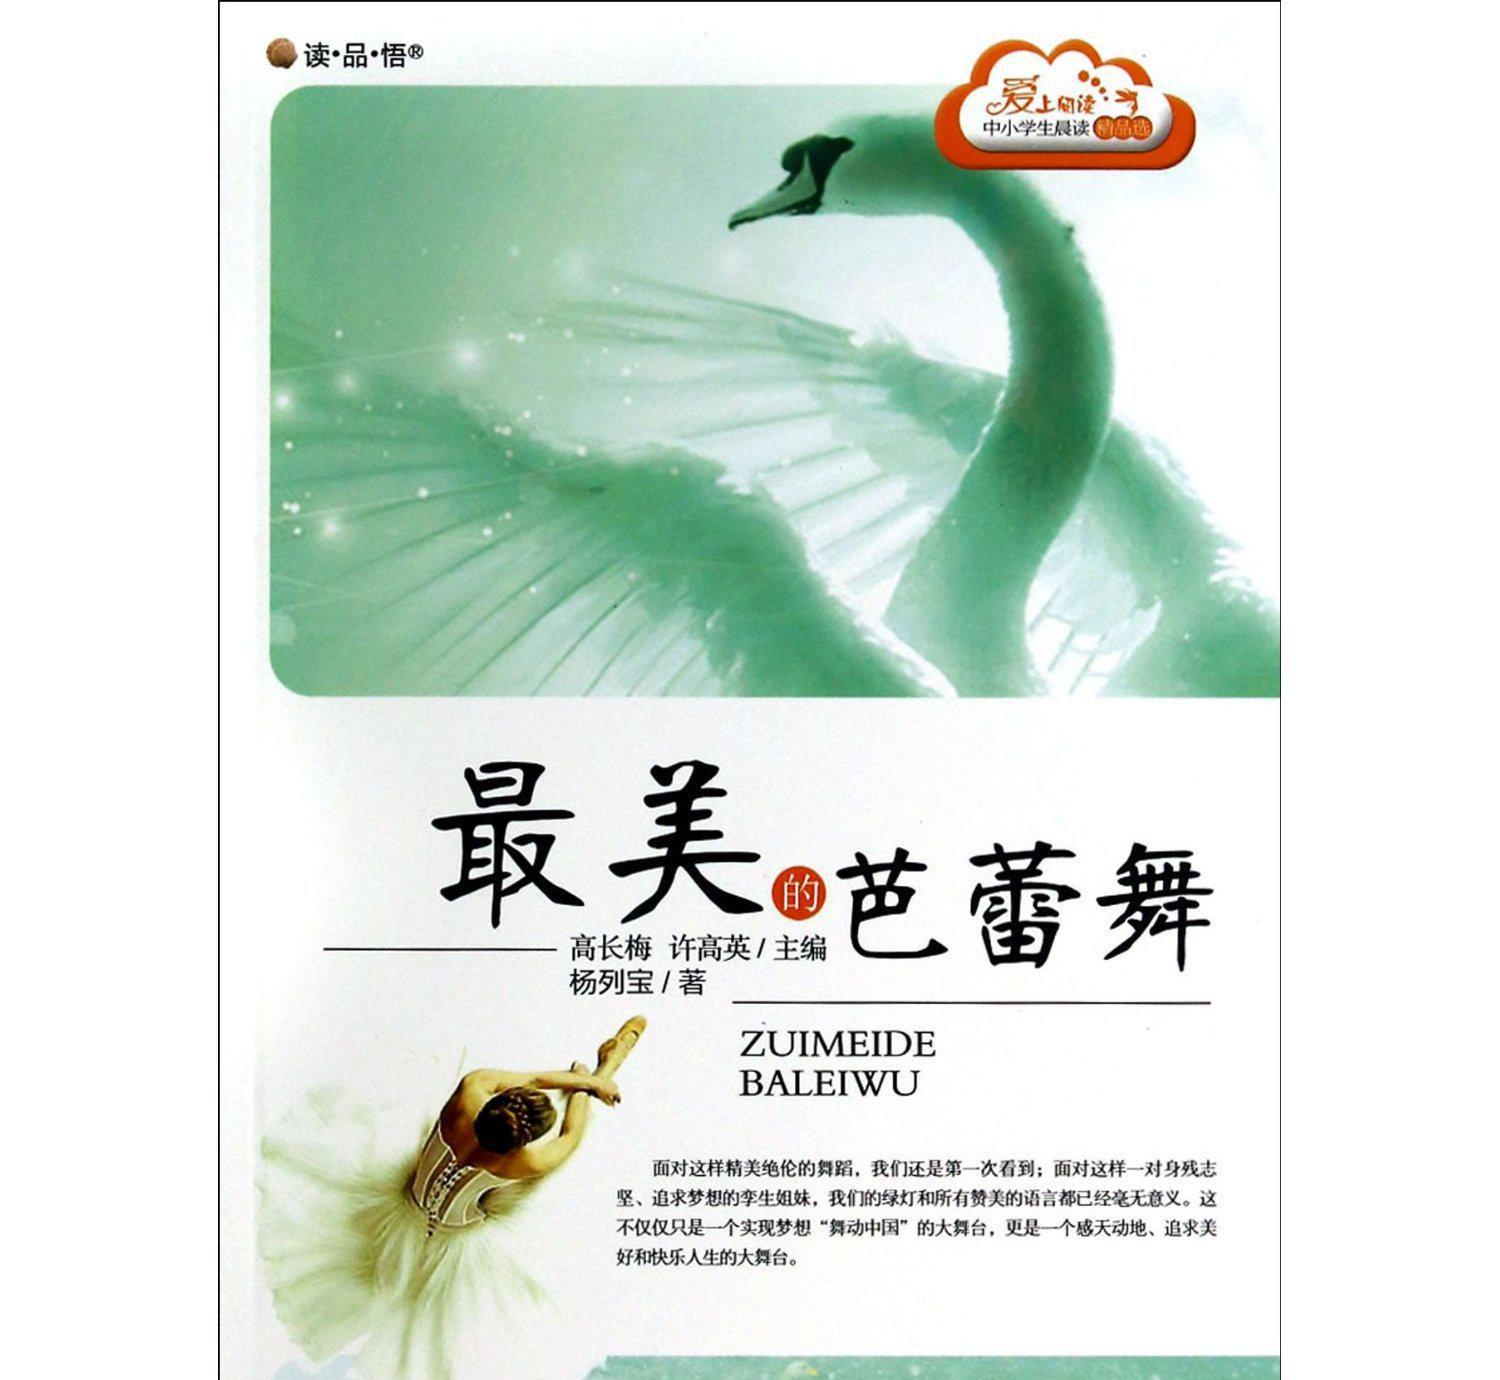 读·品·悟®
爱上阅读
中小学生晨读 精品选
最美的芭蕾舞
高长梅 许高英 / 主编
杨列宝 / 著
ZUIMEIDE
BALEIWU
面对这样精美绝伦的舞蹈，我们还是第一次看到；面对这样一对身残志
坚、追求梦想的孪生姐妹，我们的绿灯和所有赞美的语言都已经毫无意义。这
不仅仅只是一个实现梦想“舞动中国”的大舞台，更是一个感天动地、追求美
好和快乐人生的大舞台。